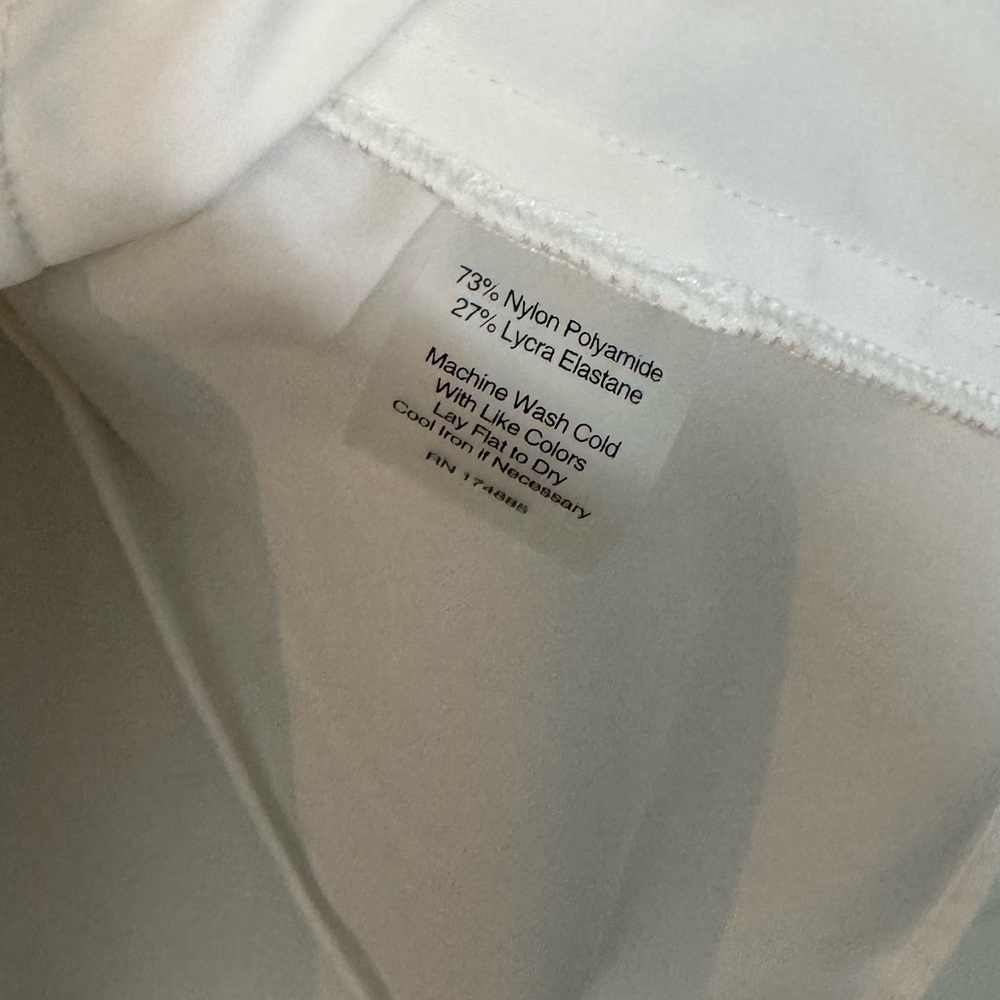 73% Nylon Polyamide
27% Lycra Elastane
Machine Wash Cold
With Like Colors
Lay Flat to Dry
Cool Iron if Necessary
RN